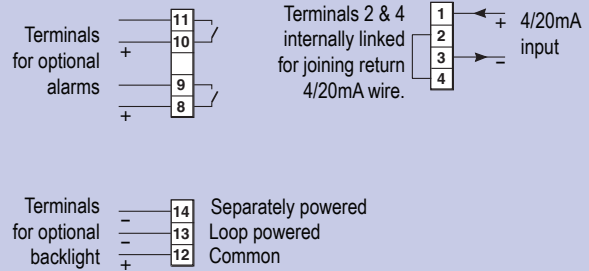 Terminals
for optional
alarms
11
+
10
9
+
8
Terminals 2 & 4
internally linked
for joining return
4/20mA wire.
1
2
3
4
+
–
4/20mA
input
Terminals
for optional
backlight
–
14 Separately powered
–
13 Loop powered
+
12 Common